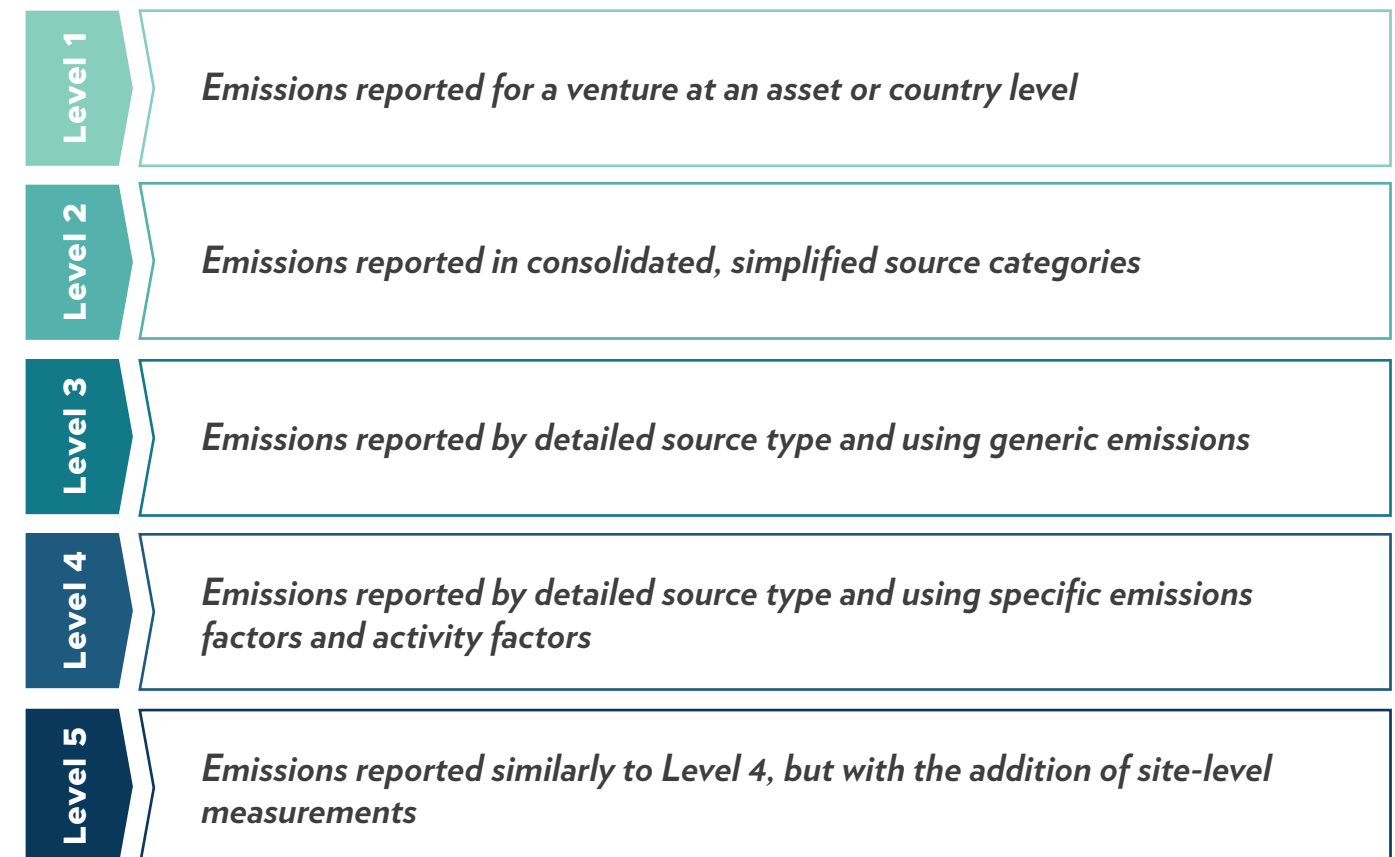 Level 1
Emissions reported for a venture at an asset or country level
Level 2
Emissions reported in consolidated, simplified source categories
Level 3
Emissions reported by detailed source type and using generic emissions
Level 4
Emissions reported by detailed source type and using specific emissions
factors and activity factors
Level 5
Emissions reported similarly to Level 4, but with the addition of site-level
measurements